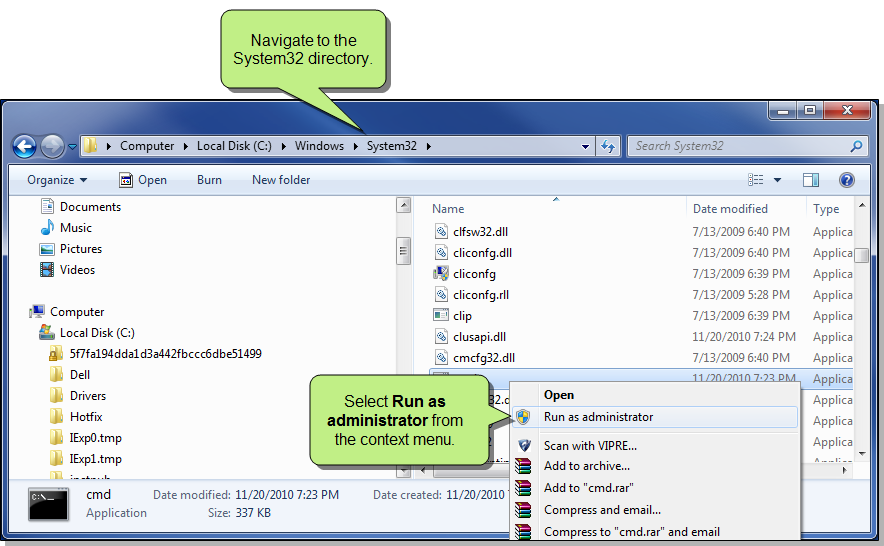 Navigate to the
System32 directory.
Computer
Local Disk (C:)
Windows
System32
Search System32
Organize
Open
Burn
New folder
Documents
Music
Pictures
Videos
Computer
Local Disk (C:)
5f7fa194dda1d3a442fbccc6dbe51499
Dell
Drivers
Hotfix
IExp0.tmp
IExp1.tmp
Name Date modified Type
clfsw32.dll 7/13/2009 6:40 PM Applica
cliconfg.dll 7/13/2009 6:40 PM Applica
cliconfg 7/13/2009 6:39 PM Applica
cliconfg.rll 7/13/2009 5:28 PM Applica
clip 7/13/2009 6:39 PM Applica
clusapi.dll 11/20/2010 7:24 PM Applica
cmcfg32.dll 7/13/2009 6:40 PM Applica
11/20/2010 7:23 PM Applica
Applica
Applica
Applica
Select Run as
administrator from
the context menu.
Open
Run as administrator
Scan with VIPRE...
Add to archive...
Add to "cmd.rar"
Compress and email...
Compress to "cmd.rar" and email
C:\_
cmd Date modified: 11/20/2010 7:23 PM Date created: 11/20/2010
Application Size: 337 KB